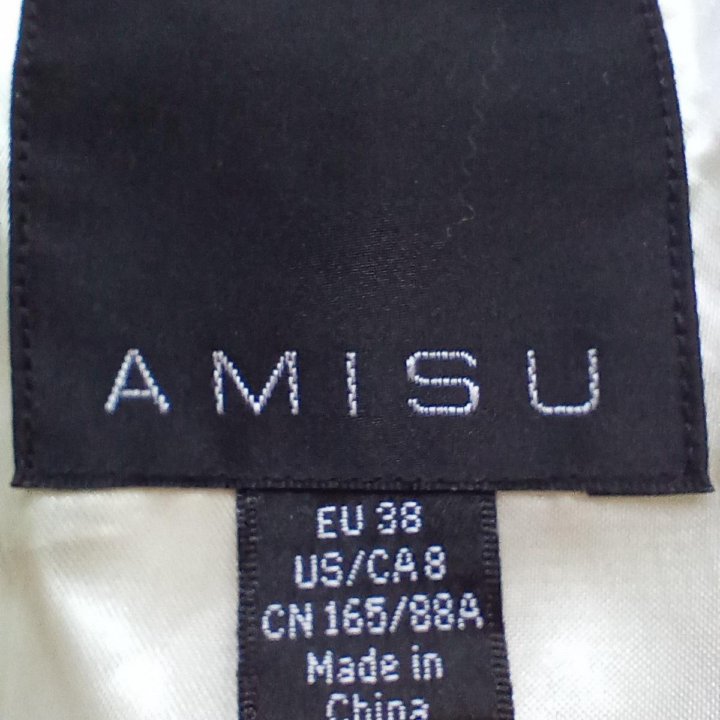 AMISU
EU 38
US/CA 8
CN 165/88A
Made in
China